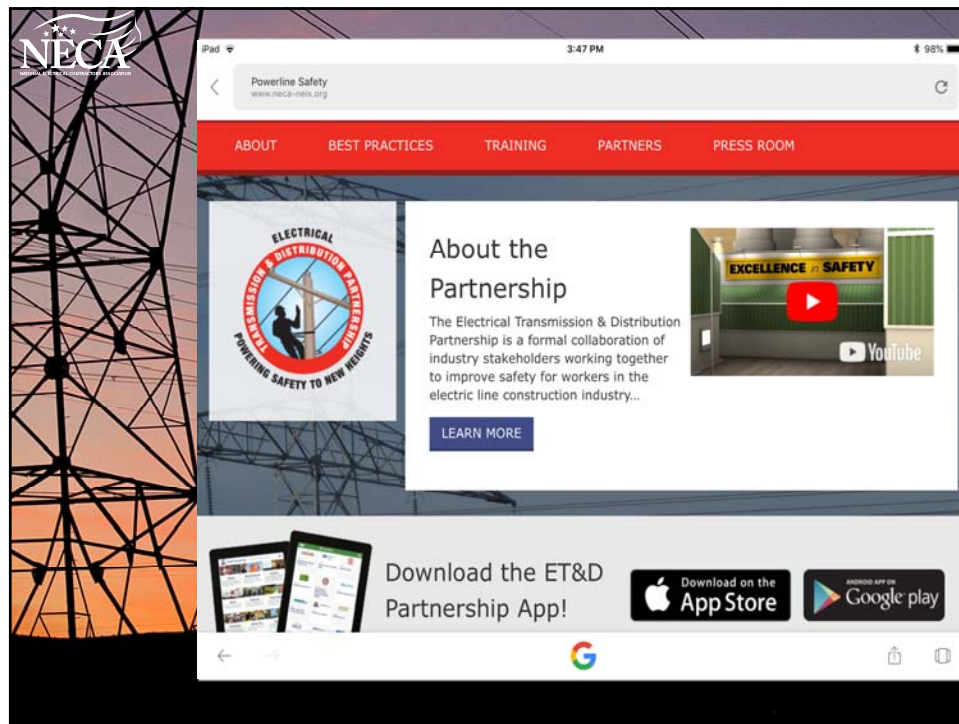 NECA
NATIONAL ELECTRICAL CONTRACTORS ASSOCIATION
iPad 3:47 PM 98%
Powerline Safety
www.neca-neis.org
ABOUT BEST PRACTICES TRAINING PARTNERS PRESS ROOM
ELECTRICAL
TRANSMISSION & DISTRIBUTION PARTNERSHIP
POWERING SAFETY TO NEW HEIGHTS
About the
Partnership
The Electrical Transmission & Distribution
Partnership is a formal collaboration of
industry stakeholders working together
to improve safety for workers in the
electric line construction industry...
LEARN MORE
EXCELLENCE in SAFETY
YouTube
Download the ET&D
Partnership App!
Download on the
App Store
ANDROID APP ON
Google play
G